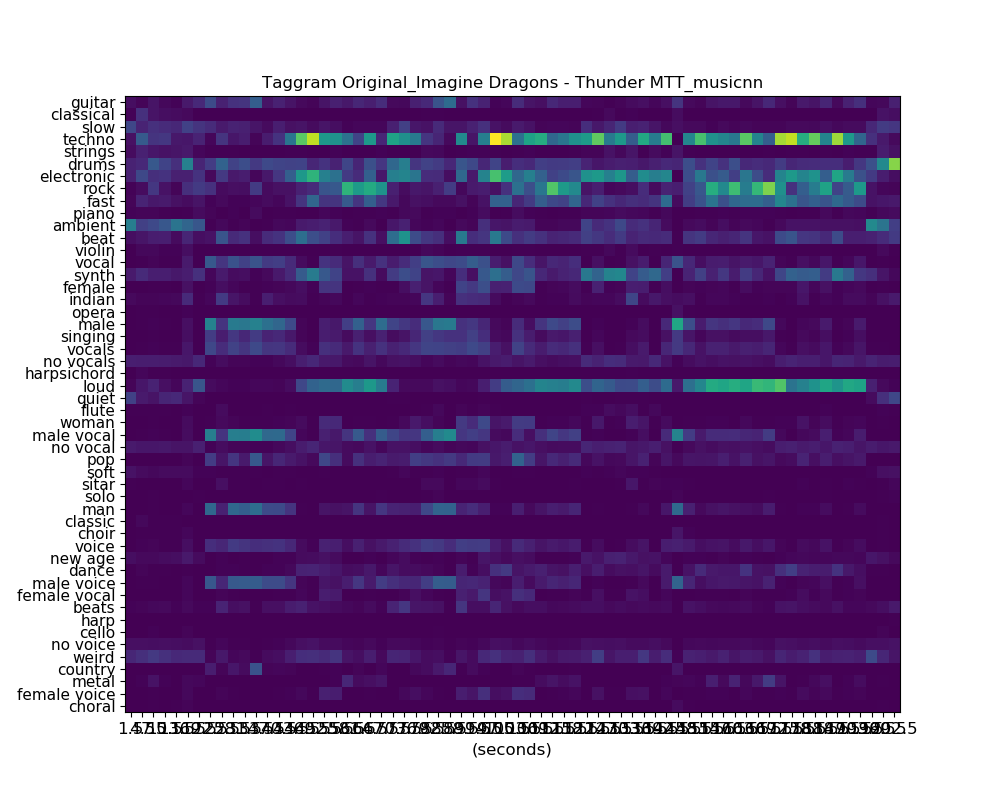 Taggram Original_Imagine Dragons - Thunder MTT_musicnn
guitar
classical
slow
techno
strings
drums
electronic
rock
fast
piano
ambient
beat
violin
vocal
synth
female
indian
opera
male
singing
vocals
no vocals
harpsichord
loud
quiet
flute
woman
male vocal
no vocal
pop
soft
sitar
solo
man
classic
choir
voice
new age
dance
male voice
female vocal
beats
harp
cello
no voice
weird
country
metal
female voice
choral
(seconds)